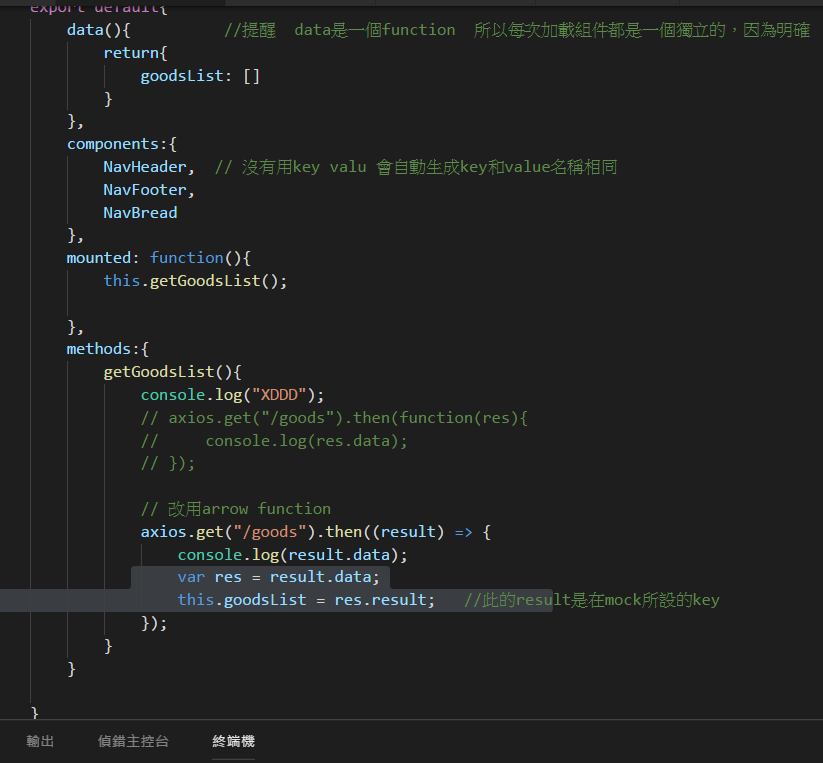 export default{
data(){ //提醒 data是一個function 所以每次加載組件都是一個獨立的，因為明確
return{
goodsList: []
}
},
components:{
NavHeader, // 沒有用key valu 會自動生成key和value名稱相同
NavFooter,
NavBread
},
mounted: function(){
this.getGoodsList();
},
methods:{
getGoodsList(){
console.log("XDDD");
// axios.get("/goods").then(function(res){
// console.log(res.data);
// });
// 改用arrow function
axios.get("/goods").then((result) => {
console.log(result.data);
var res = result.data;
this.goodsList = res.result; //此的result是在mock所設的key
});
}
}
}
輸出 偵錯主控台 終端機